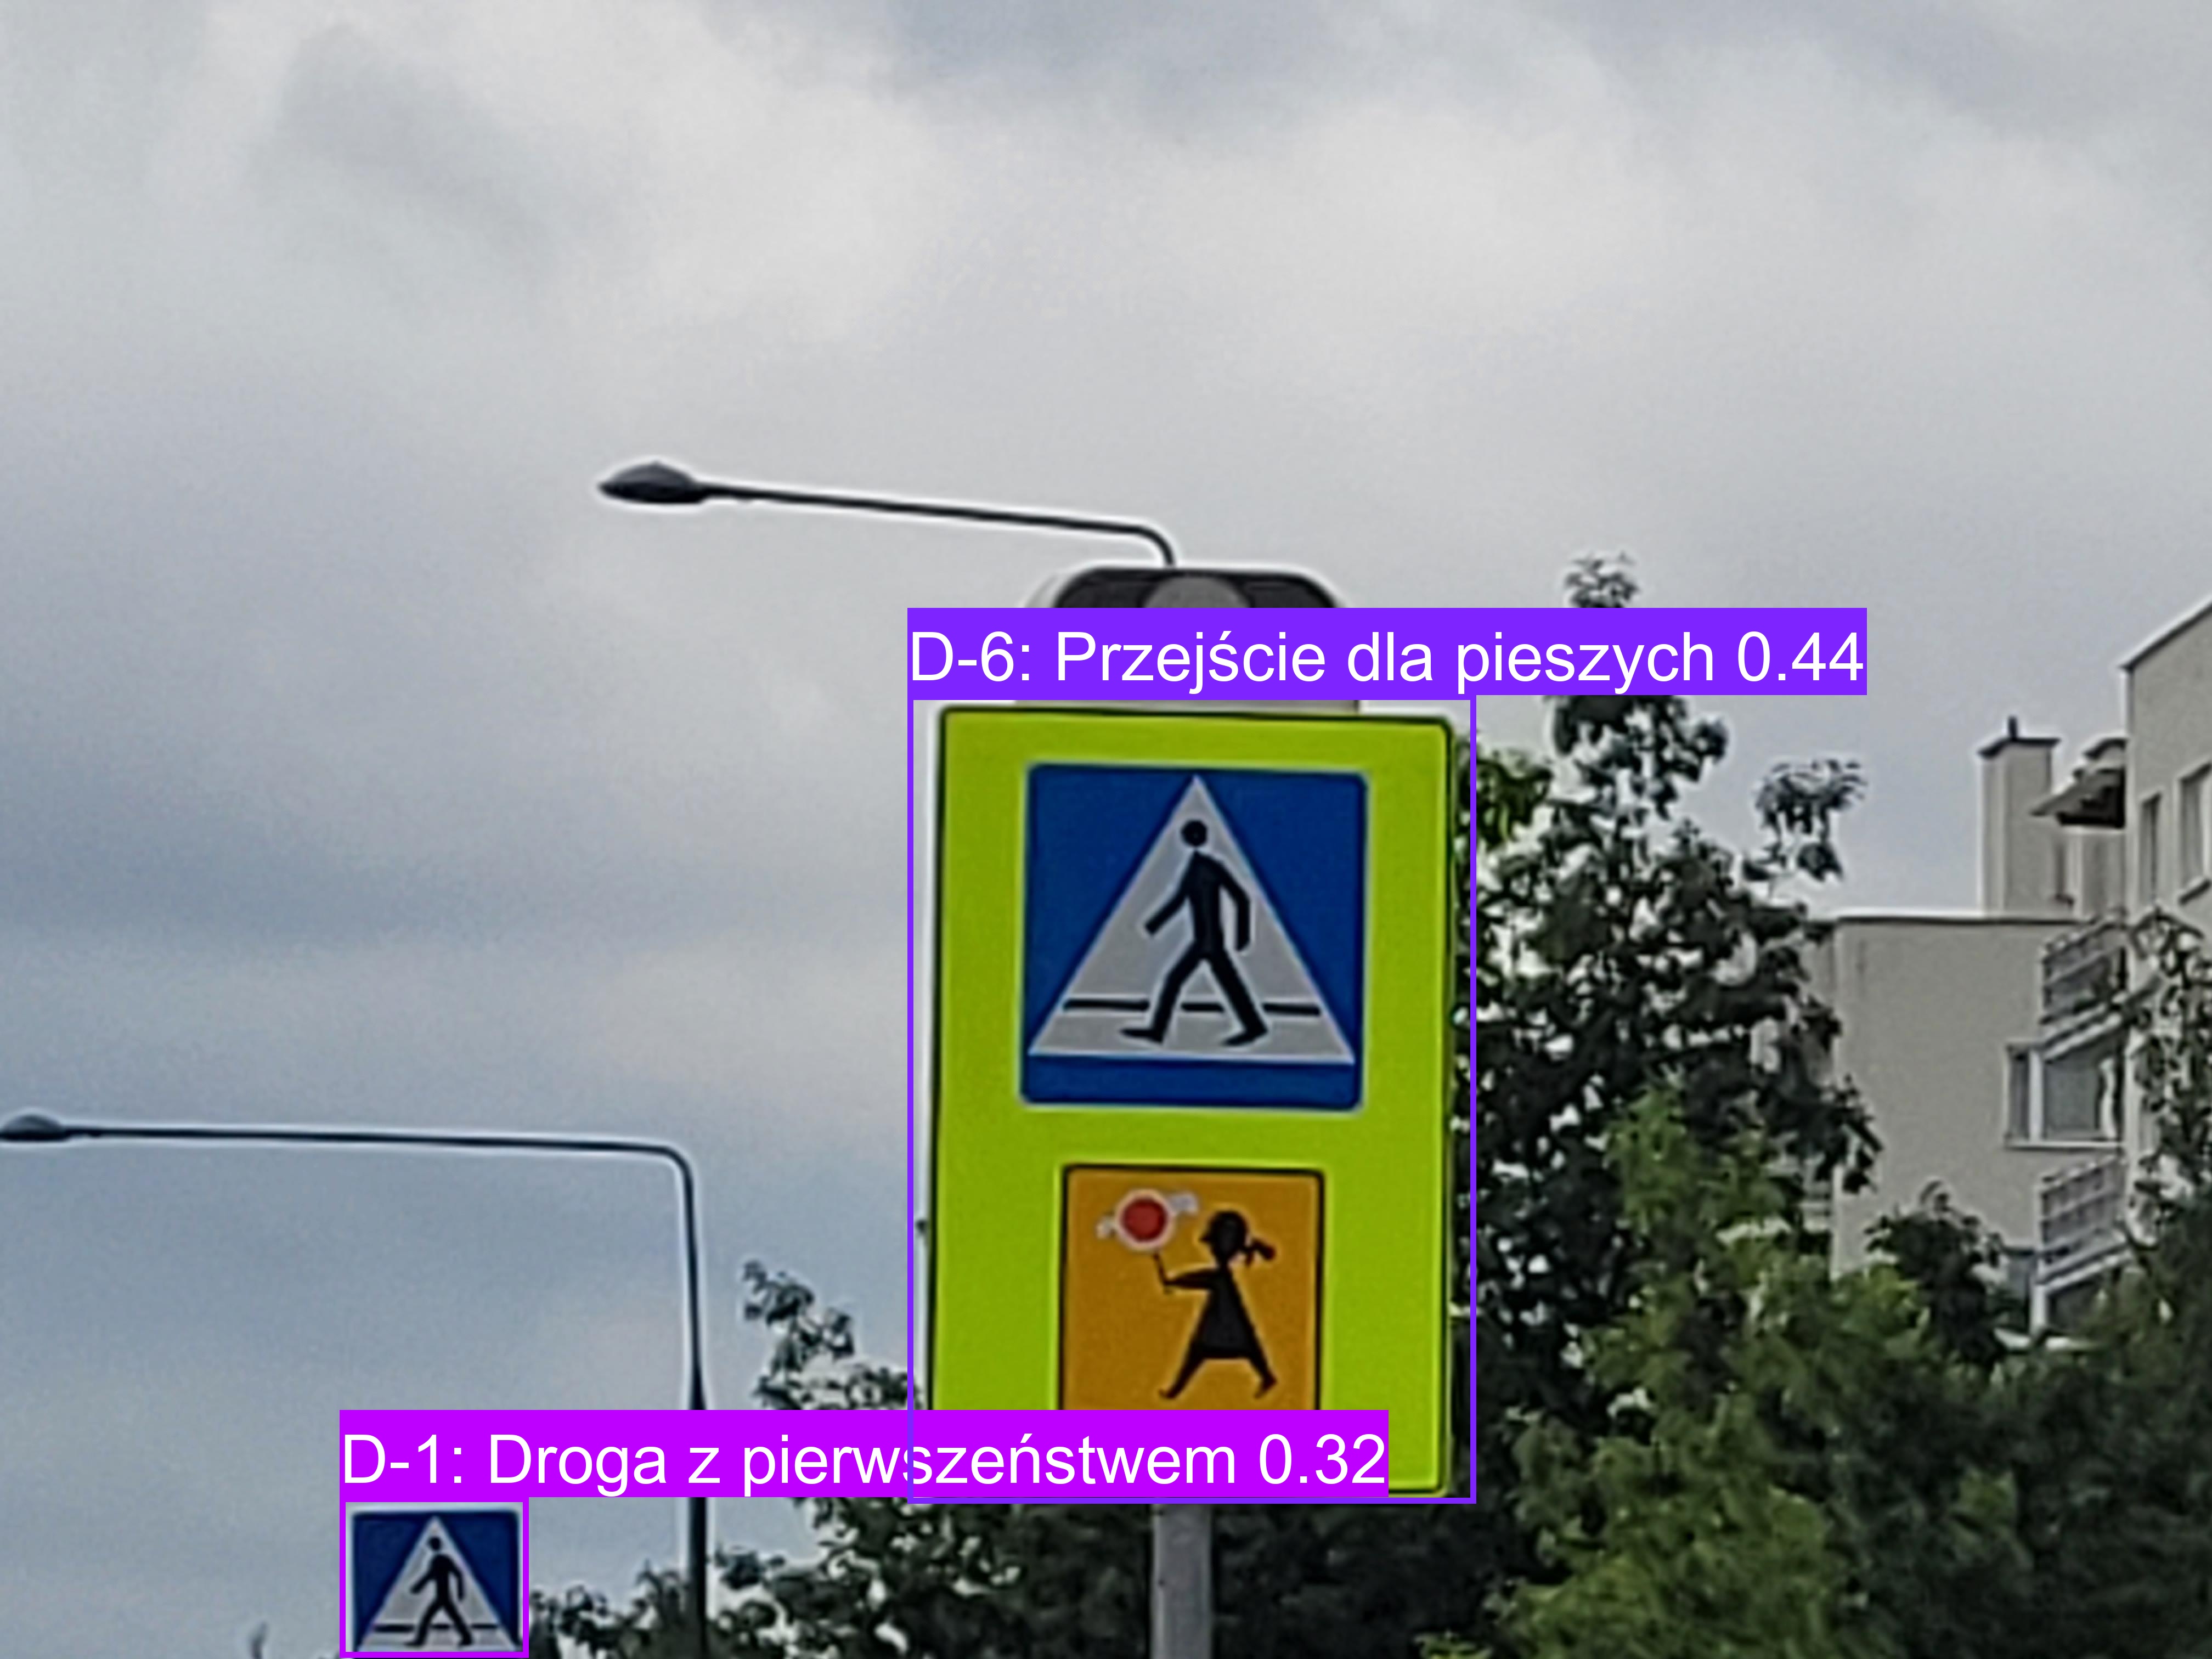 D-6: Przejście dla pieszych 0.44
D-1: Droga z pierwszeństwem 0.32